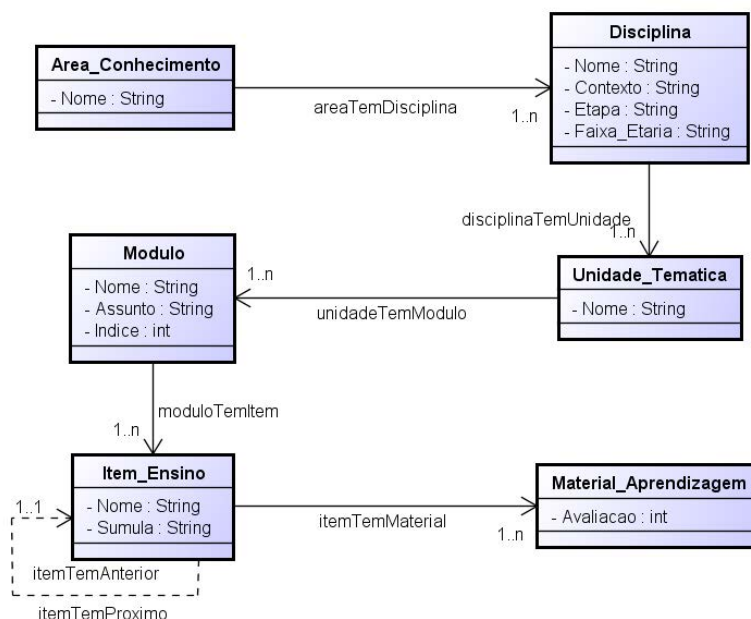 Area_Conhecimento
- Nome : String
areaTemDisciplina
1..n
Disciplina
- Nome : String
- Contexto : String
- Etapa : String
- Faixa_Etaria : String
disciplinaTemUnidade
1..n
Unidade_Tematica
- Nome : String
unidadeTemModulo
1..n
Modulo
- Nome : String
- Assunto : String
- Indice : int
moduloTemItem
1..n
Item_Ensino
- Nome : String
- Sumula : String
1..1
itemTemAnterior
itemTemProximo
itemTemMaterial
1..n
Material_Aprendizagem
- Avaliacao : int